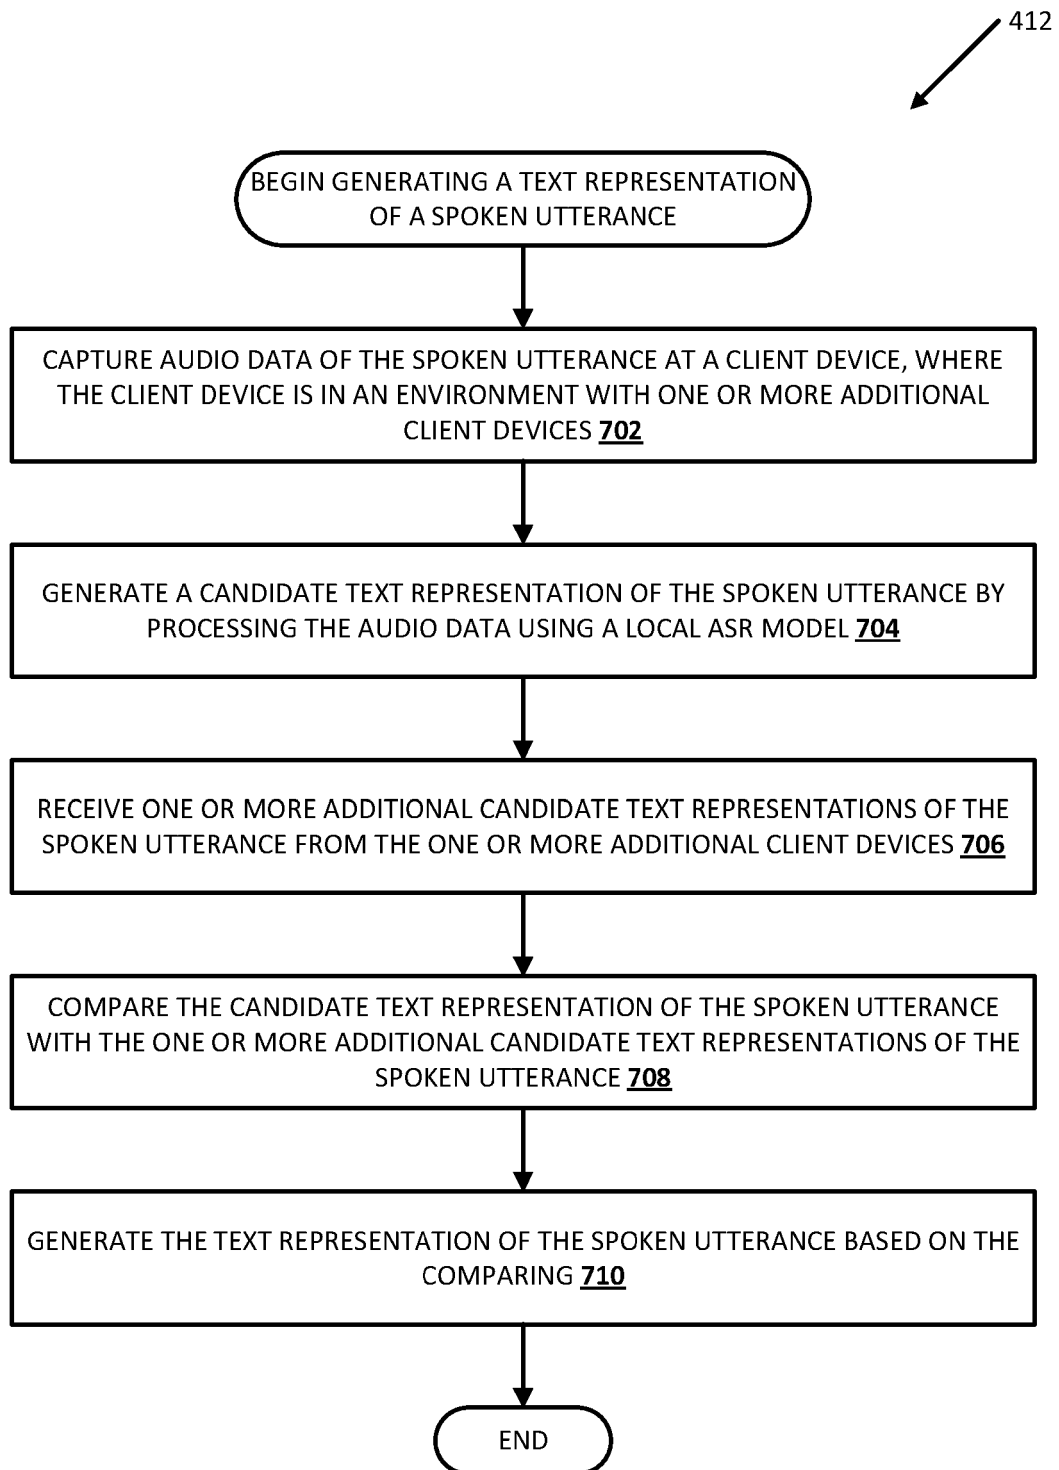 412
BEGIN GENERATING A TEXT REPRESENTATION
OF A SPOKEN UTTERANCE
CAPTURE AUDIO DATA OF THE SPOKEN UTTERANCE AT A CLIENT DEVICE, WHERE
THE CLIENT DEVICE IS IN AN ENVIRONMENT WITH ONE OR MORE ADDITIONAL
CLIENT DEVICES 702
GENERATE A CANDIDATE TEXT REPRESENTATION OF THE SPOKEN UTTERANCE BY
PROCESSING THE AUDIO DATA USING A LOCAL ASR MODEL 704
RECEIVE ONE OR MORE ADDITIONAL CANDIDATE TEXT REPRESENTATIONS OF THE
SPOKEN UTTERANCE FROM THE ONE OR MORE ADDITIONAL CLIENT DEVICES 706
COMPARE THE CANDIDATE TEXT REPRESENTATION OF THE SPOKEN UTTERANCE
WITH THE ONE OR MORE ADDITIONAL CANDIDATE TEXT REPRESENTATIONS OF THE
SPOKEN UTTERANCE 708
GENERATE THE TEXT REPRESENTATION OF THE SPOKEN UTTERANCE BASED ON THE
COMPARING 710
END